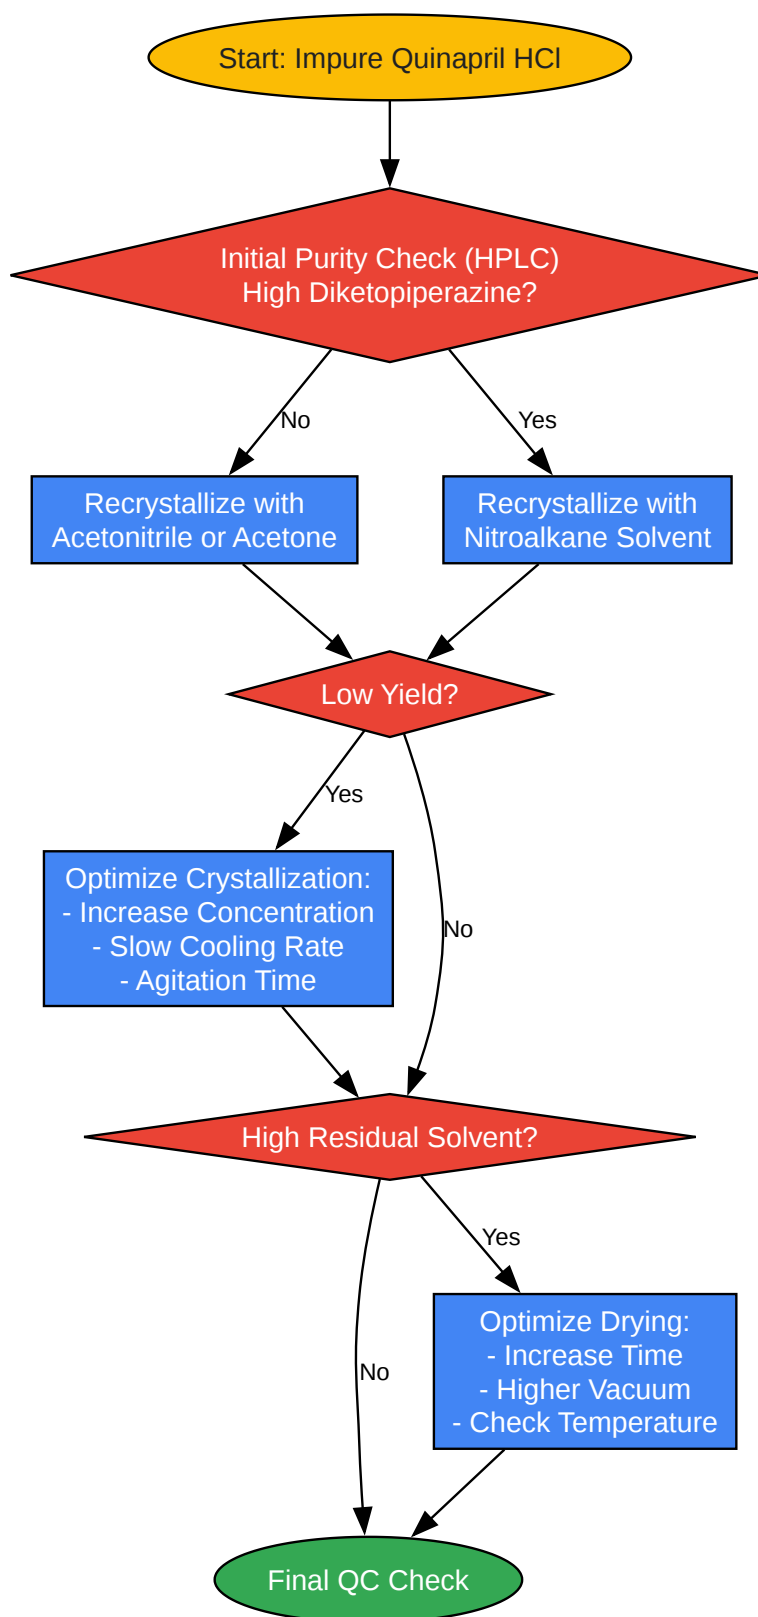 Start: Impure Quinapril HCl
Initial Purity Check (HPLC)
High Diketopiperazine?
No
Yes
Recrystallize with
Acetonitrile or Acetone
Recrystallize with
Nitroalkane Solvent
Low Yield?
Yes
No
Optimize Crystallization:
- Increase Concentration
- Slow Cooling Rate
- Agitation Time
High Residual Solvent?
Yes
No
Optimize Drying:
- Increase Time
- Higher Vacuum
- Check Temperature
Final QC Check